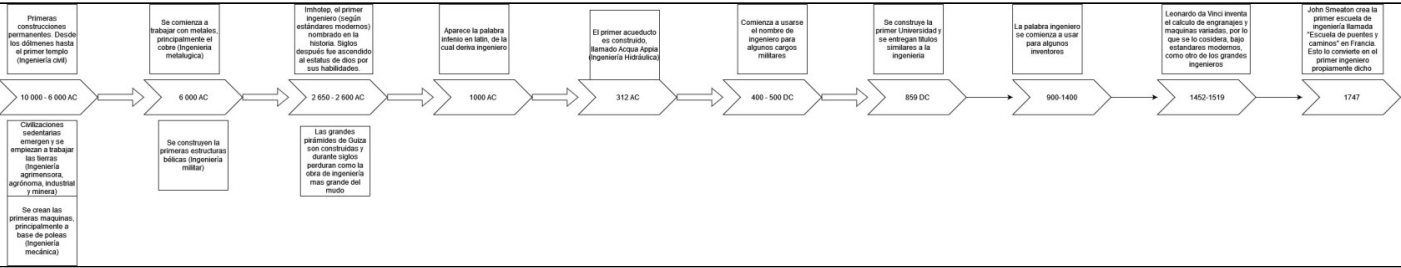 Primeras
construcciones
permanentes. Desde
los dólmenes hasta
el primer templo
(Ingeniería civil)
10 000 - 6 000 AC
Civilizaciones
sedentarias
emergen y se
empiezan a trabajar
las tierras
(Ingeniería
agrimensora,
agrónoma, industrial
y minera)
Se crean las
primeras maquinas,
principalmente a
base de poleas
(Ingeniería
mecánica)
Se comienza a
trabajar con metales,
principalmente el
cobre (Ingenieria
metalugica)
6 000 AC
Se construyen la
primeras estructuras
bélicas (Ingeniería
militar)
Imhotep, el primer
ingeniero (según
estándares modernos)
nombrado en la
historia. Siglos
después fue ascendido
al estatus de dios por
sus habilidades.
2 650 - 2 600 AC
Las grandes
pirámides de Guiza
son construidas y
durante siglos
perduran como la
obra de ingeniería
mas grande del
mudo
Aparece la palabra
infenio en latin, de la
cual deriva ingeniero
1000 AC
El primer acueducto
es construido,
llamado Acqua Appia
(Ingeniería Hidráulica)
312 AC
Comienza a usarse
el nombre de
ingeniero para
algunos cargos
militares
400 - 500 DC
Se construye la
primer Universidad y
se entregan títulos
similares a la
ingenieria
859 DC
La palabra ingeniero
se comienza a usar
para algunos
inventores
900-1400
Leonardo da Vinci inventa
el calculo de engranajes y
maquinas variadas, por lo
que se lo cosidera, bajo
estandares modernos,
como otro de los grandes
ingenieros
1452-1519
John Smeaton crea la
primer escuela de
ingeniería llamada
"Escuela de puentes y
caminos" en Francia.
Esto lo convierte en el
primer ingeniero
propiamente dicho
1747